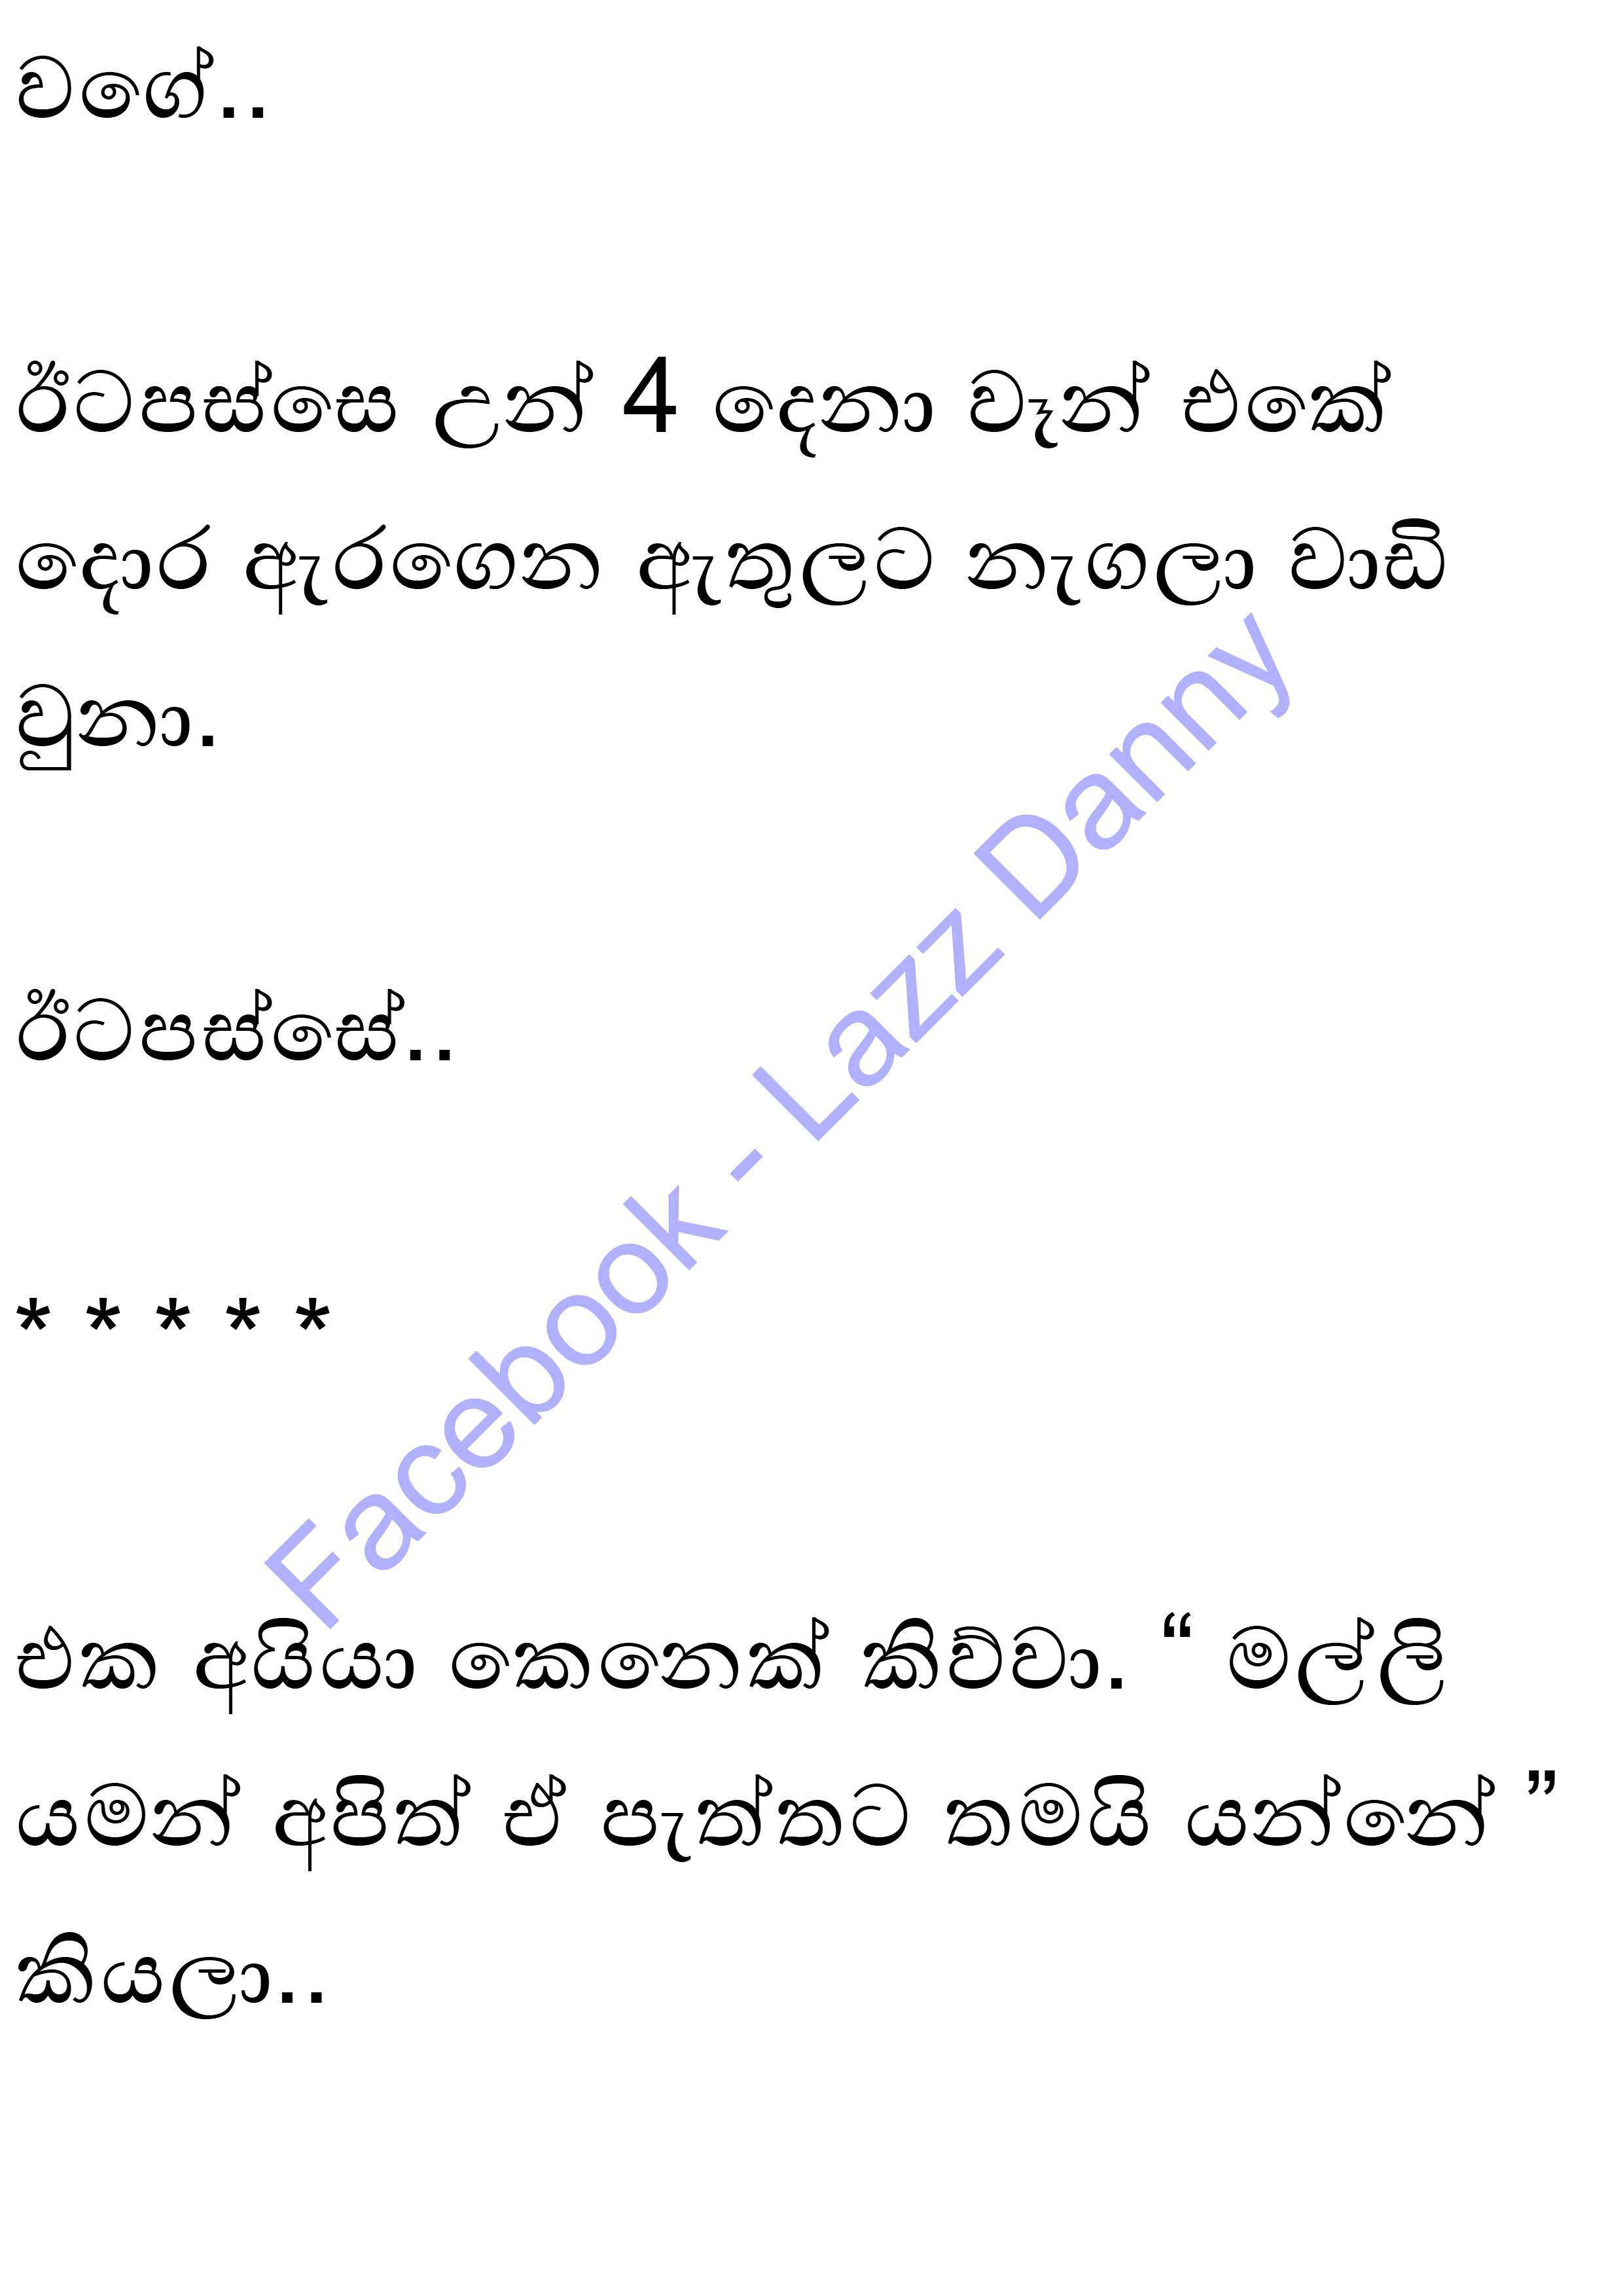 වගේ..
ඊටපස්සෙ උන් 4 දෙනා වෑන් එකේ
දොර ඇරගෙන ඇතුලට නැගලා වාඩි
වුනා.
ඊටපස්සේ..
* * * * *
එක අයියා කෙනෙක් කිව්වා. “ මල්ලි
යමන් අපිත් ඒ පැත්තට තමයි යන්නේ ”
කියලා..
Facebook - Lazz Danny